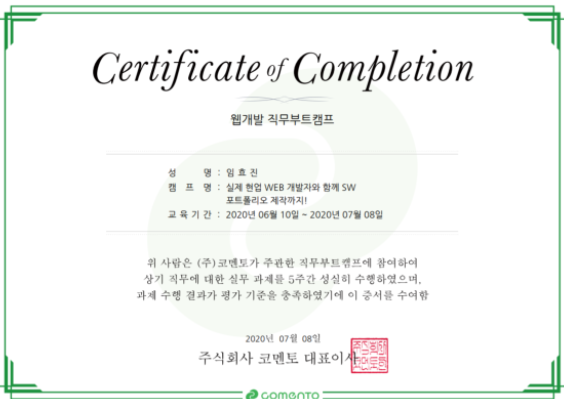 Certificate of Completion
웹개발 직무부트캠프
성 명 : 임효진
캠 프 명 : 실제 현업 WEB 개발자와 함께 SW
포트폴리오 제작까지!
교 육 기 간 : 2020년 06월 10일 ~ 2020년 07월 08일
위 사람은 (주)코멘토가 주관한 직무부트캠프에 참여하여
상기 직무에 대한 실무 과제를 5주간 성실히 수행하였으며,
과제 수행 결과가 평가 기준을 충족하였기에 이 증서를 수여함
2020년 07월 08일
주식회사 코멘토 대표이사
comento